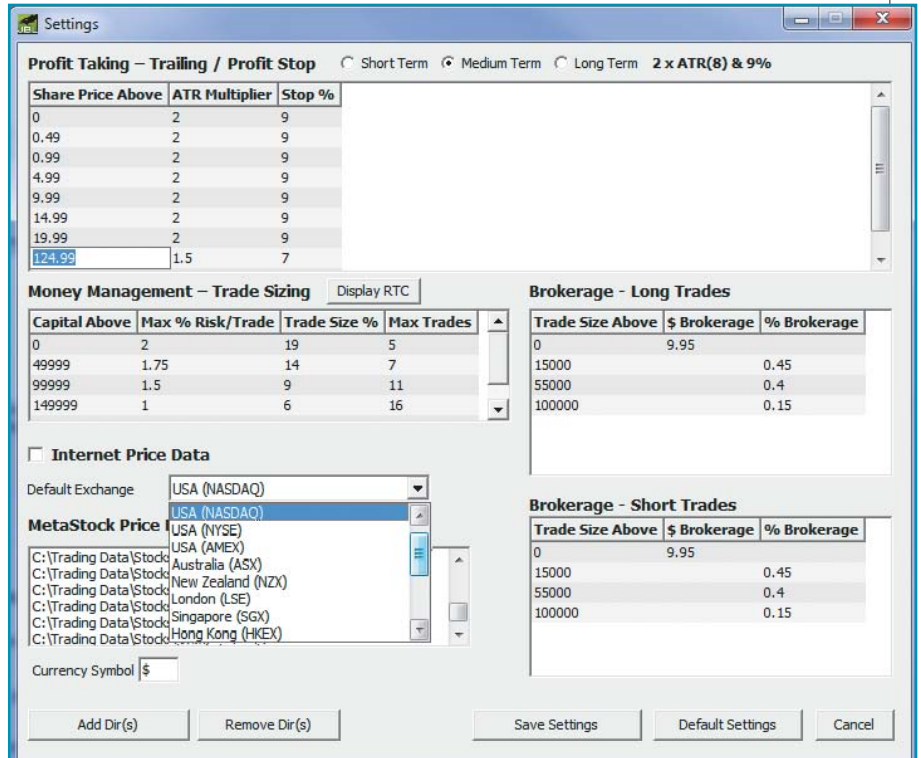 Settings
Profit Taking – Trailing / Profit Stop Short Term Medium Term Long Term 2 x ATR(8) & 9%
Share Price Above ATR Multiplier Stop %
0 2 9
0.49 2 9
0.99 2 9
4.99 2 9
9.99 2 9
14.99 2 9
19.99 2 9
124.99 1.5 7
Money Management – Trade Sizing Display RTC
Capital Above Max % Risk/Trade Trade Size % Max Trades
0 2 19 5
49999 1.75 14 7
99999 1.5 9 11
149999 1 6 16
Brokerage - Long Trades
Trade Size Above $ Brokerage % Brokerage
0 9.95
15000 0.45
55000 0.4
100000 0.15
Internet Price Data
Default Exchange USA (NASDAQ)
USA (NASDAQ)
USA (NYSE)
USA (AMEX)
Australia (ASX)
New Zealand (NZX)
London (LSE)
Singapore (SGX)
Hong Kong (HKEX)
MetaStock Price
C:\Trading Data\Stock
C:\Trading Data\Stock
C:\Trading Data\Stock
C:\Trading Data\Stock
C:\Trading Data\Stock
Brokerage - Short Trades
Trade Size Above $ Brokerage % Brokerage
0 9.95
15000 0.45
55000 0.4
100000 0.15
Currency Symbol $
Add Dir(s) Remove Dir(s) Save Settings Default Settings Cancel